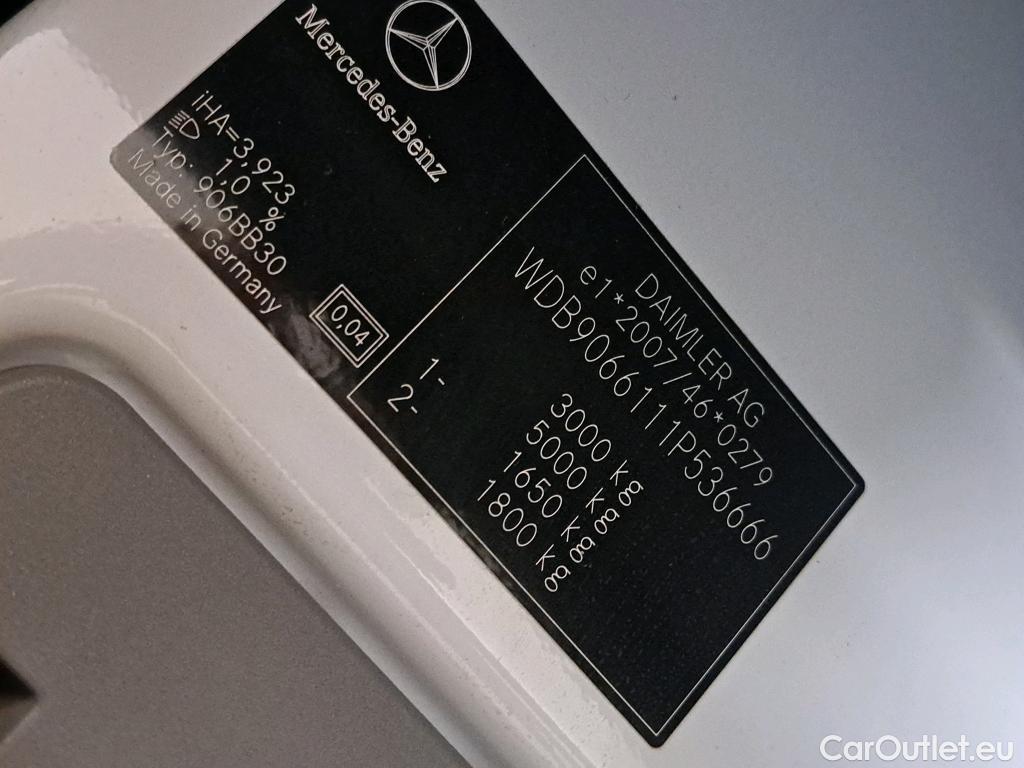 Mercedes-Benz
DAIMLER AG
e1*2007/46*0279
WDB9066111P536666
3000 kg
5000 kg
1- 1650 kg
2- 1800 kg
iHA=3,923
1,0 %
Typ: 906BB30
Made in Germany
0,04
CarOutlet.eu